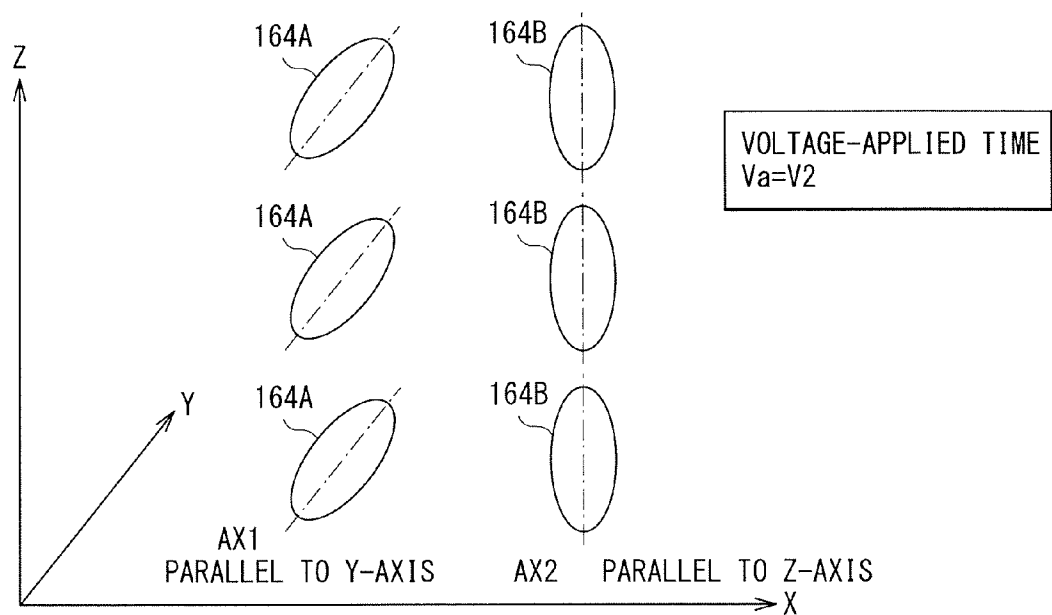 164A
164B
Z
VOLTAGE-APPLIED TIME
Va=V2
164A
164B
164A
164B
Y
AX1
PARALLEL TO Y-AXIS
AX2 PARALLEL TO Z-AXIS
X